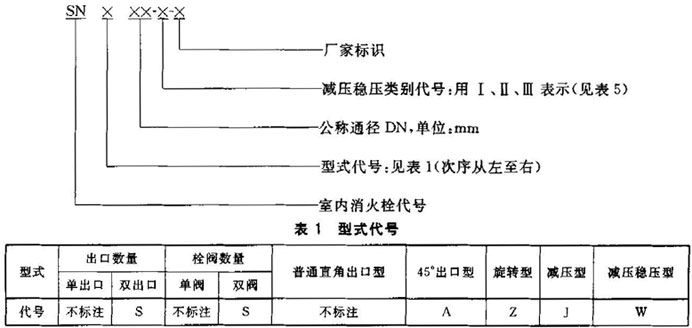 SN × ××-×-×
厂家标识
减压稳压类别代号:用 Ⅰ、Ⅱ、Ⅲ 表示(见表5)
公称通径 DN,单位:mm
型式代号:见表1(次序从左至右)
室内消火栓代号
表 1 型式代号
型式 出口数量 栓阀数量 普通直角出口型 45°出口型 旋转型 减压型 减压稳压型
单出口 双出口 单阀 双阀
代号 不标注 S 不标注 S 不标注 A Z J W